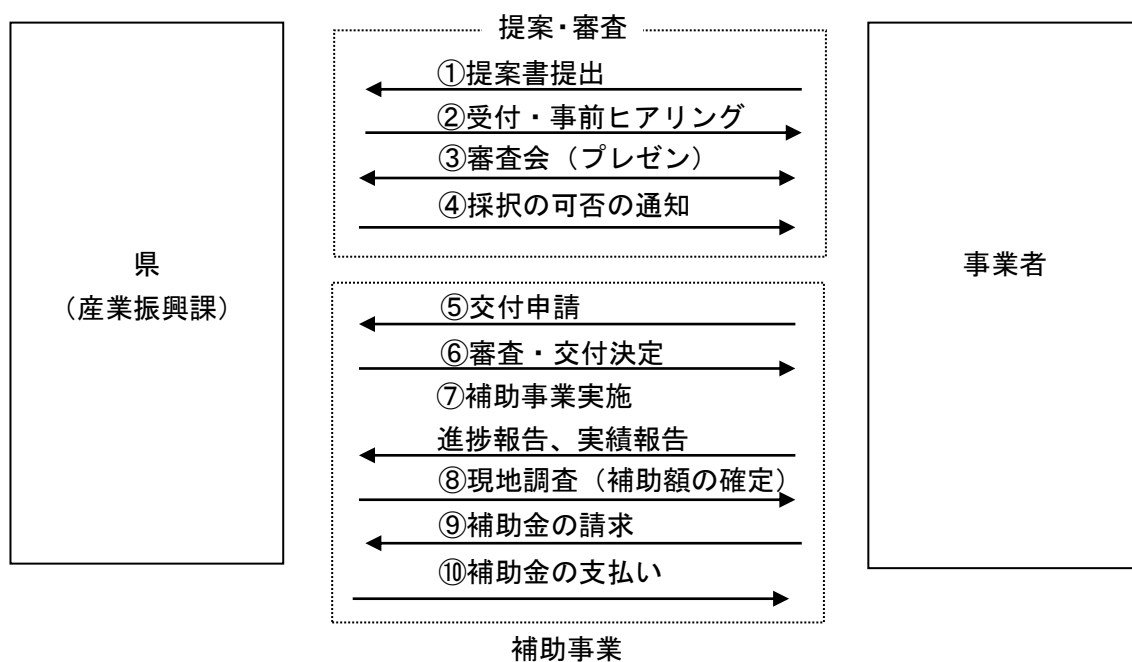 提案・審査
①提案書提出
②受付・事前ヒアリング
③審査会（プレゼン）
④採択の可否の通知
県
（産業振興課）
事業者
⑤交付申請
⑥審査・交付決定
⑦補助事業実施
進捗報告、実績報告
⑧現地調査（補助額の確定）
⑨補助金の請求
⑩補助金の支払い
補助事業